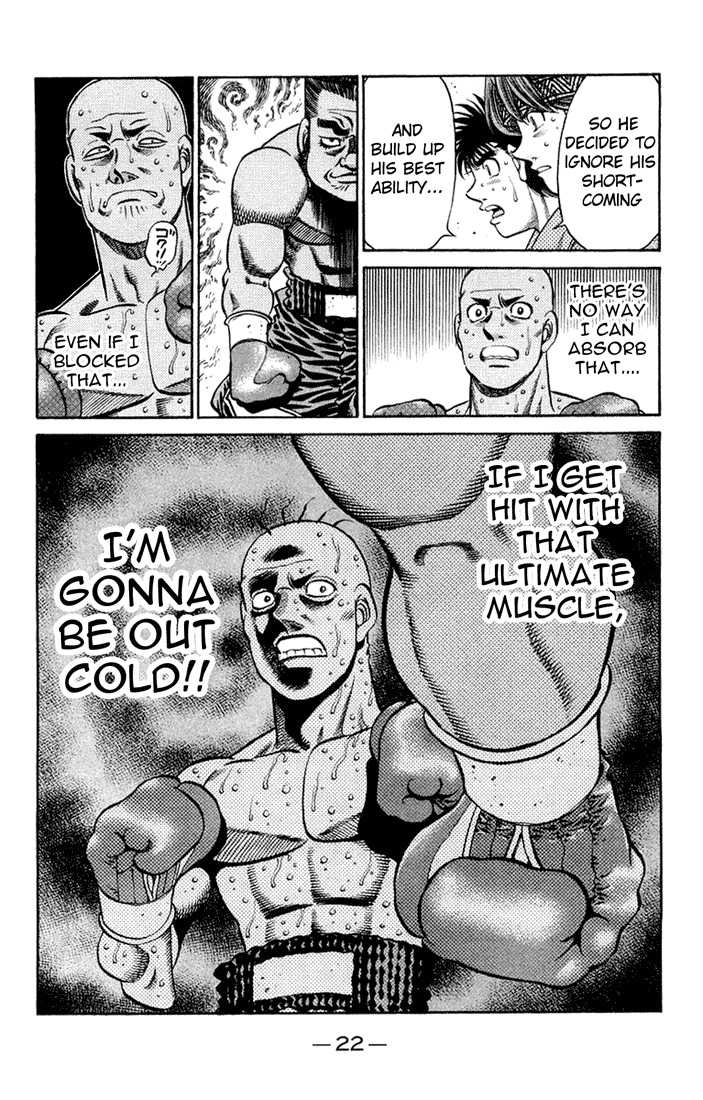 SO HE
DECIDED TO
IGNORE HIS
SHORT-
COMING
AND
BUILD UP
HIS BEST
ABILITY...
THERE'S
NO WAY
I CAN
ABSORB
THAT....
ゴク!!
EVEN IF I
BLOCKED
THAT...
IF I GET
HIT WITH
THAT
ULTIMATE
MUSCLE,
I'M
GONNA
BE OUT
COLD!!
—22—